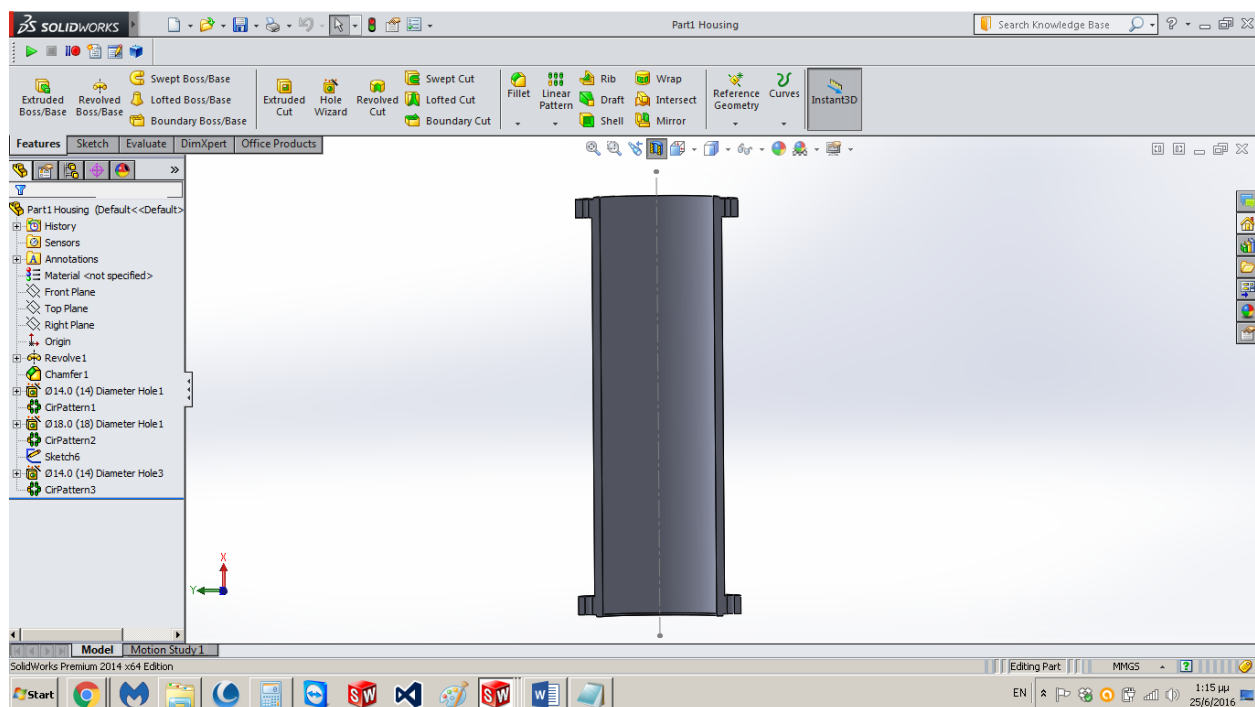 SOLIDWORKS
Part1 Housing
Search Knowledge Base
Extruded Boss/Base
Revolved Boss/Base
Swept Boss/Base
Lofted Boss/Base
Boundary Boss/Base
Extruded Cut
Hole Wizard
Revolved Cut
Swept Cut
Lofted Cut
Boundary Cut
Fillet
Linear Pattern
Rib
Draft
Shell
Wrap
Intersect
Mirror
Reference Geometry
Curves
Instant3D
Features Sketch Evaluate DimXpert Office Products
Part1 Housing (Default<<Default>
History
Sensors
Annotations
Material <not specified>
Front Plane
Top Plane
Right Plane
Origin
Revolve1
Chamfer1
Ø14.0 (14) Diameter Hole1
CirPattern1
Ø18.0 (18) Diameter Hole1
CirPattern2
Sketch6
Ø14.0 (14) Diameter Hole3
CirPattern3
X
Y
Model Motion Study 1
SolidWorks Premium 2014 x64 Edition
Editing Part
MMGS
Start
EN
1:15 μμ
25/6/2016